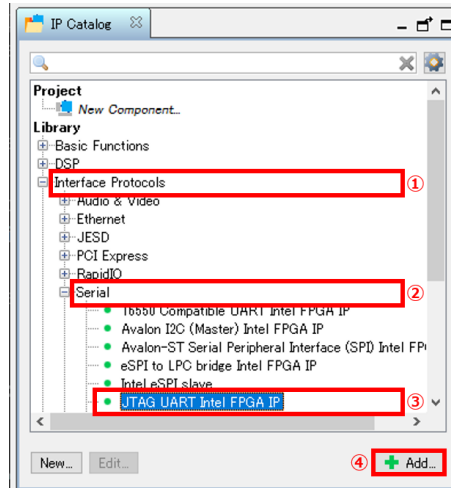 IP Catalog
Project
New Component...
Library
Basic Functions
DSP
Interface Protocols
①
Audio & Video
Ethernet
JESD
PCI Express
RapidIO
Serial
②
16550 Compatible UART Intel FPGA IP
Avalon I2C (Master) Intel FPGA IP
Avalon-ST Serial Peripheral Interface (SPI) Intel FP
eSPI to LPC bridge Intel FPGA IP
Intel eSPI slave
JTAG UART Intel FPGA IP
③
New...
Edit...
④
Add...